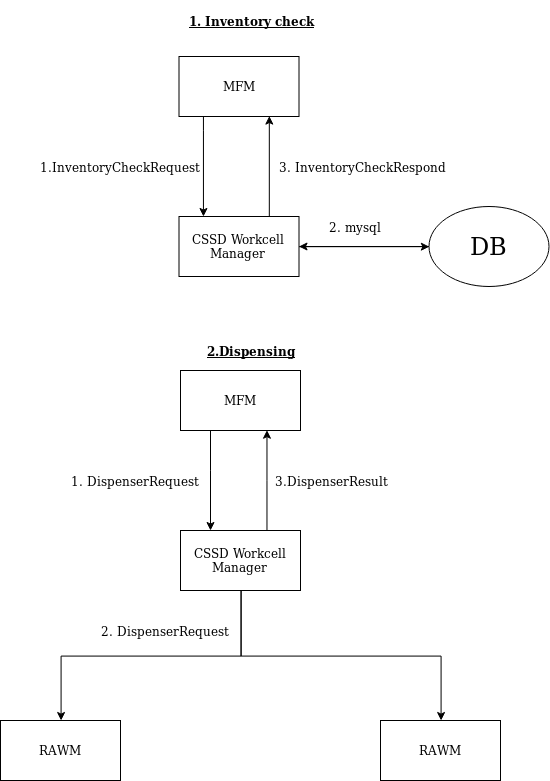 1. Inventory check
MFM
1.InventoryCheckRequest
3. InventoryCheckRespond
CSSD Workcell
Manager
2. mysql
DB
2.Dispensing
MFM
1. DispenserRequest
3.DispenserResult
CSSD Workcell
Manager
2. DispenserRequest
RAWM
RAWM